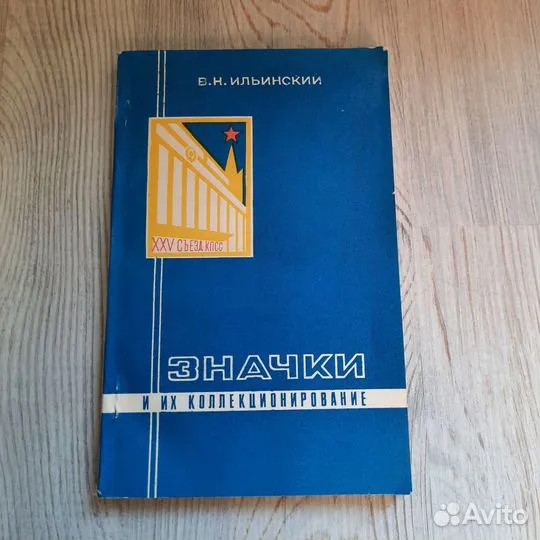 В.Н. ИЛЬИНСКИЙ
XXV СЪЕЗД КПСС
ЗНАЧКИ
И ИХ КОЛЛЕКЦИОНИРОВАНИЕ
Avito